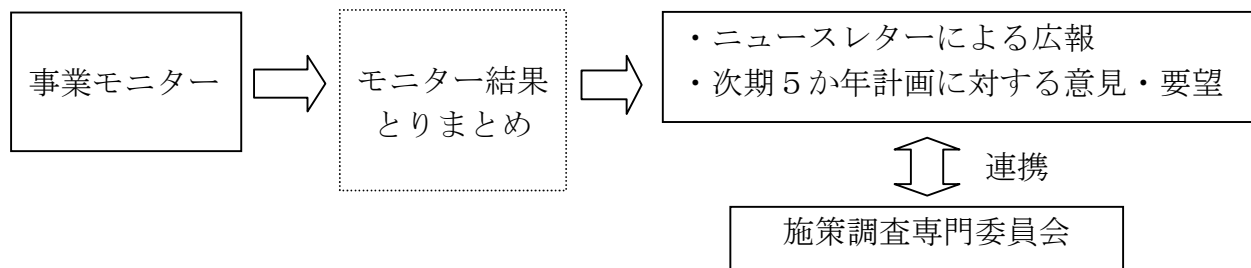 事業モニター
モニター結果
とりまとめ
・ニュースレターによる広報
・次期５か年計画に対する意見・要望
連携
施策調査専門委員会